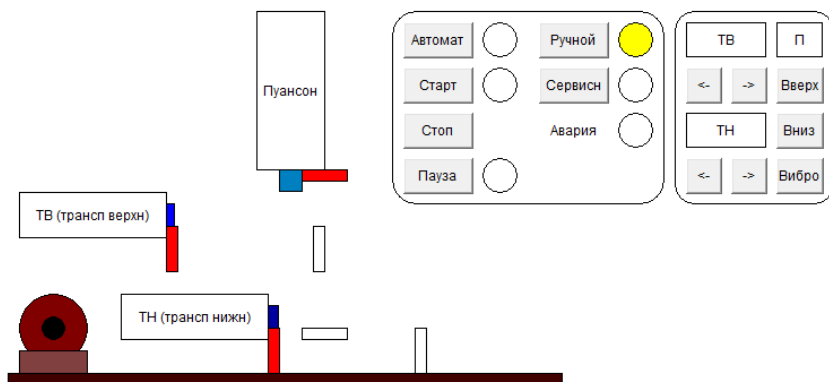 Пуансон
ТВ (трансп верхн)
ТН (трансп нижн)
Автомат
Ручной
Старт
Сервисн
Стоп
Авария
Пауза
ТВ
П
<-
->
Вверх
ТН
Вниз
<-
->
Вибро